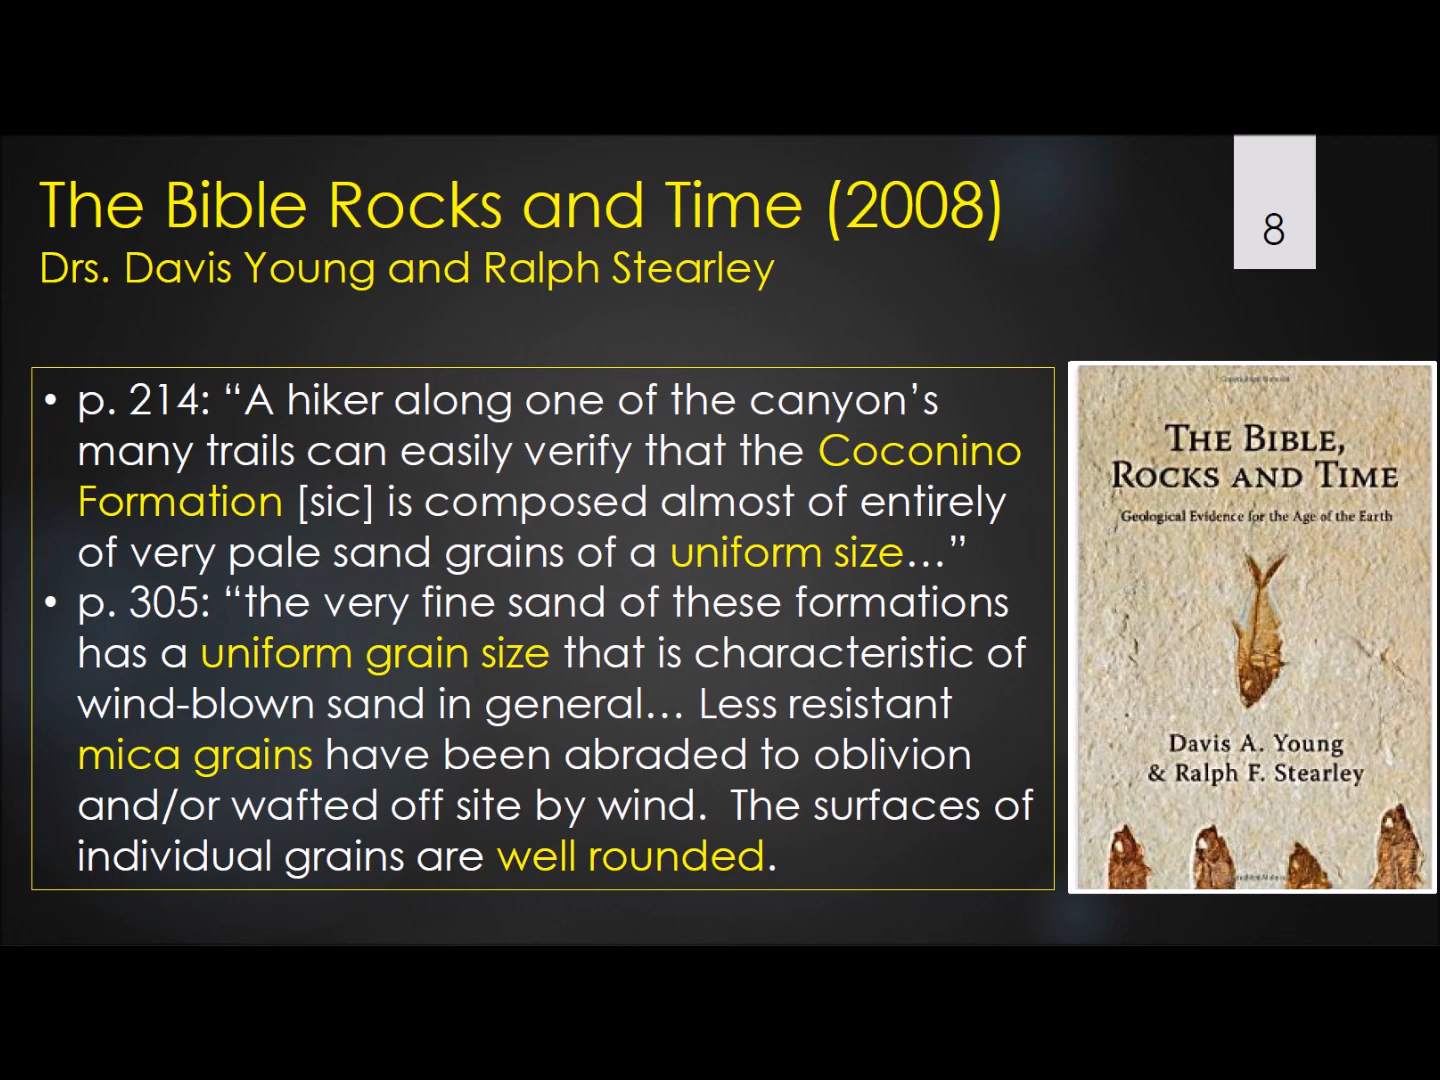 The Bible Rocks and Time (2008)
Drs. Davis Young and Ralph Stearley
8
• p. 214: “A hiker along one of the canyon’s
many trails can easily verify that the Coconino
Formation [sic] is composed almost of entirely
of very pale sand grains of a uniform size…”
• p. 305: “the very fine sand of these formations
has a uniform grain size that is characteristic of
wind-blown sand in general… Less resistant
mica grains have been abraded to oblivion
and/or wafted off site by wind.  The surfaces of
individual grains are well rounded.
Copyrighted Material
THE BIBLE,
ROCKS AND TIME
Geological Evidence for the Age of the Earth
Davis A. Young
& Ralph F. Stearley